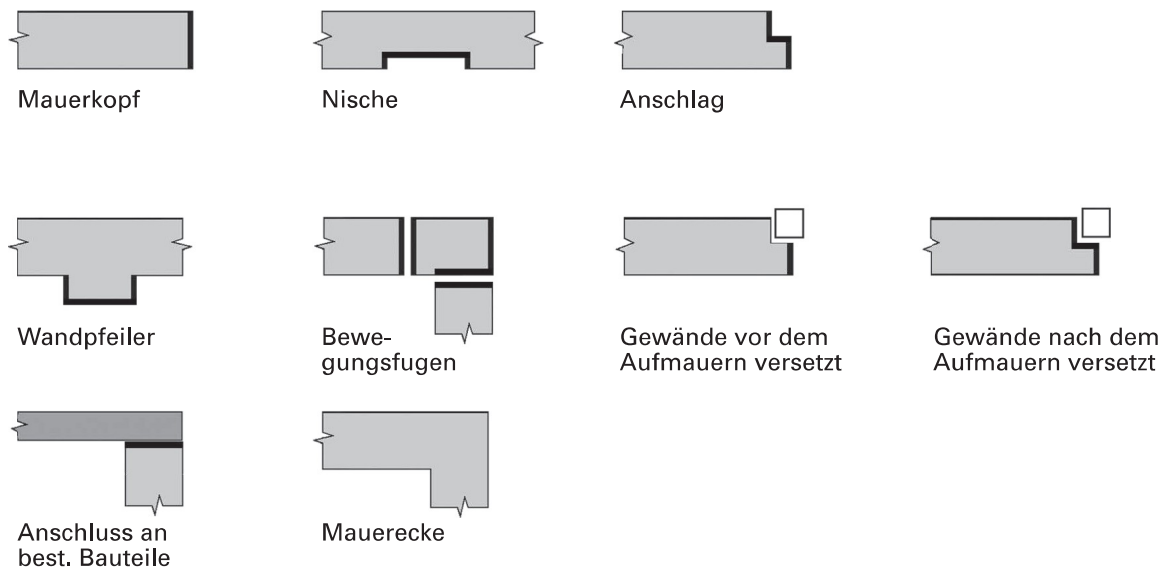 Mauerkopf
Nische
Anschlag
Wandpfeiler
Bewe-
gungsfugen
Gewände vor dem
Aufmauern versetzt
Gewände nach dem
Aufmauern versetzt
Anschluss an
best. Bauteile
Mauerecke